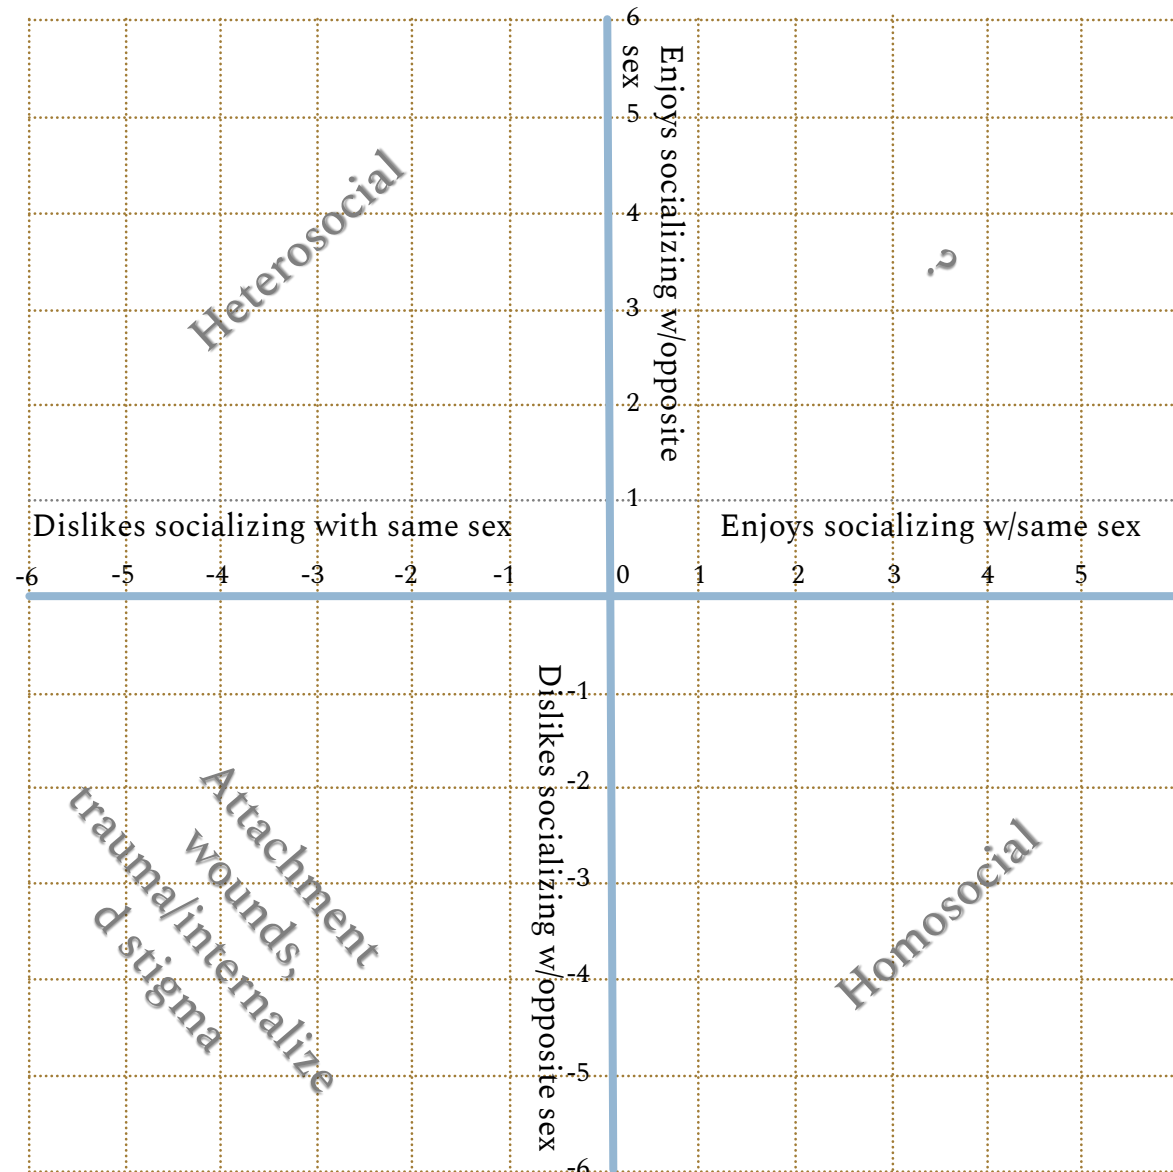 6
Enjoys socializing w/opposite
sex
5
4
3
2
1
Heterosocial
?
Dislikes socializing with same sex
Enjoys socializing w/same sex
-6 -5 -4 -3 -2 -1 0 1 2 3 4 5
Dislikes socializing w/opposite sex
-1
-2
-3
-4
-5
-6
Attachment
wounds,
trauma/internalize
d stigma
Homosocial